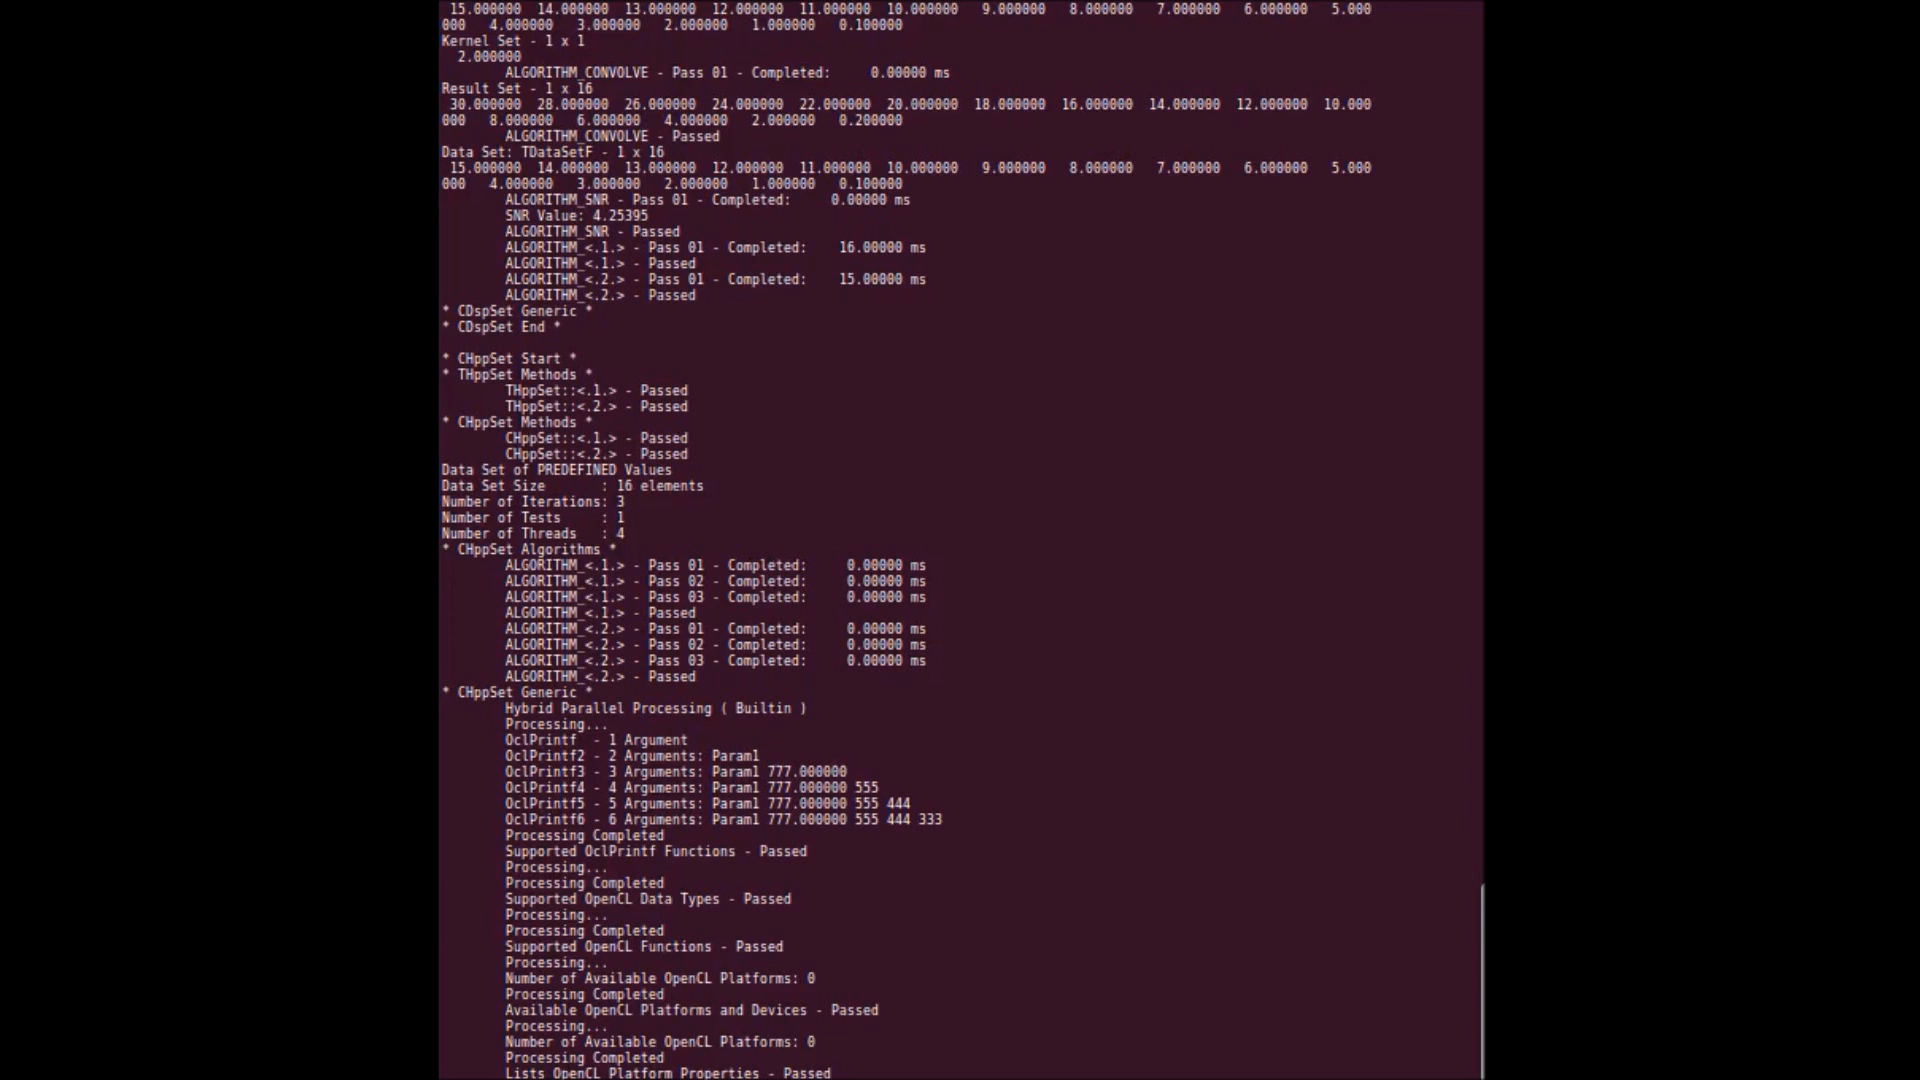 15.000000 14.000000 13.000000 12.000000 11.000000 10.000000 9.000000 8.000000 7.000000 6.000000 5.000
000 4.000000 3.000000 2.000000 1.000000 0.100000
Kernel Set - 1 x 1
2.000000
ALGORITHM_CONVOLVE - Pass 01 - Completed: 0.00000 ms
Result Set - 1 x 16
30.000000 28.000000 26.000000 24.000000 22.000000 20.000000 18.000000 16.000000 14.000000 12.000000 10.000
000 8.000000 6.000000 4.000000 2.000000 0.200000
ALGORITHM_CONVOLVE - Passed
Data Set: TDataSetF - 1 x 16
15.000000 14.000000 13.000000 12.000000 11.000000 10.000000 9.000000 8.000000 7.000000 6.000000 5.000
000 4.000000 3.000000 2.000000 1.000000 0.100000
ALGORITHM_SNR - Pass 01 - Completed: 0.00000 ms
SNR Value: 4.25395
ALGORITHM_SNR - Passed
ALGORITHM_<.1.> - Pass 01 - Completed: 16.00000 ms
ALGORITHM_<.1.> - Passed
ALGORITHM_<.2.> - Pass 01 - Completed: 15.00000 ms
ALGORITHM_<.2.> - Passed
* CDspSet Generic *
* CDspSet End *
* CHppSet Start *
* THppSet Methods *
THppSet::<.1.> - Passed
THppSet::<.2.> - Passed
* CHppSet Methods *
CHppSet::<.1.> - Passed
CHppSet::<.2.> - Passed
Data Set of PREDEFINED Values
Data Set Size : 16 elements
Number of Iterations: 3
Number of Tests : 1
Number of Threads : 4
* CHppSet Algorithms *
ALGORITHM_<.1.> - Pass 01 - Completed: 0.00000 ms
ALGORITHM_<.1.> - Pass 02 - Completed: 0.00000 ms
ALGORITHM_<.1.> - Pass 03 - Completed: 0.00000 ms
ALGORITHM_<.1.> - Passed
ALGORITHM_<.2.> - Pass 01 - Completed: 0.00000 ms
ALGORITHM_<.2.> - Pass 02 - Completed: 0.00000 ms
ALGORITHM_<.2.> - Pass 03 - Completed: 0.00000 ms
ALGORITHM_<.2.> - Passed
* CHppSet Generic *
Hybrid Parallel Processing ( Builtin )
Processing...
OclPrintf - 1 Argument
OclPrintf2 - 2 Arguments: Param1
OclPrintf3 - 3 Arguments: Param1 777.000000
OclPrintf4 - 4 Arguments: Param1 777.000000 555
OclPrintf5 - 5 Arguments: Param1 777.000000 555 444
OclPrintf6 - 6 Arguments: Param1 777.000000 555 444 333
Processing Completed
Supported OclPrintf Functions - Passed
Processing...
Processing Completed
Supported OpenCL Data Types - Passed
Processing...
Processing Completed
Supported OpenCL Functions - Passed
Processing...
Number of Available OpenCL Platforms: 0
Processing Completed
Available OpenCL Platforms and Devices - Passed
Processing...
Number of Available OpenCL Platforms: 0
Processing Completed
Lists OpenCL Platform Properties - Passed